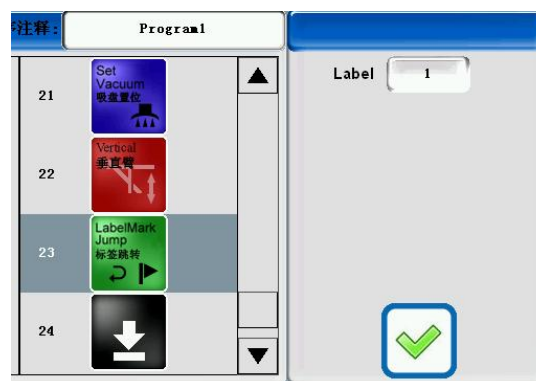 注释: Program1
Label 1
21
Set
Vacuum
吸盘置位
22
Vertical
垂直臂
23
LabelMark
Jump
标签跳转
24